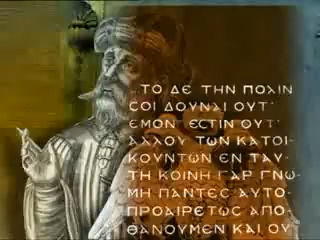 ΤΟ ΔΕ ΤΗΝ ΠΟΛΙΝ
ΣΟΙ ΔΟΥΝΑΙ ΟΥΤ'
ΕΜΟΝ ΕΣΤΙΝ ΟΥΤ'
ΑΛΛΟΥ ΤΩΝ ΚΑΤΟΙ-
ΚΟΥΝΤΩΝ ΕΝ ΤΑΥ-
ΤΗ ΚΟΙΝΗ ΓΑΡ ΓΝΩ-
ΜΗ ΠΑΝΤΕΣ ΑΥΤΟ-
ΠΡΟΑΙΡΕΤΩΣ ΑΠΟ-
ΘΑΝΟΥΜΕΝ ΚΑΙ ΟΥ